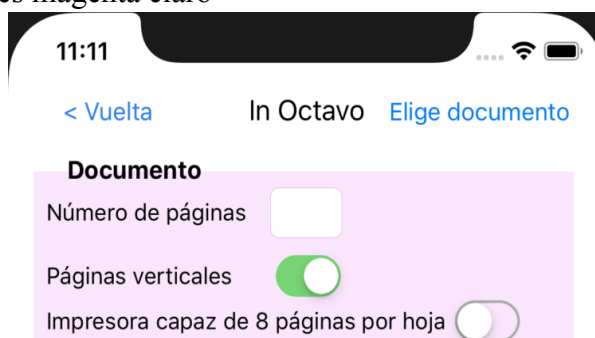 es magenta claro
11:11
< Vuelta In Octavo Elige documento
Documento
Número de páginas
Páginas verticales
Impresora capaz de 8 páginas por hoja